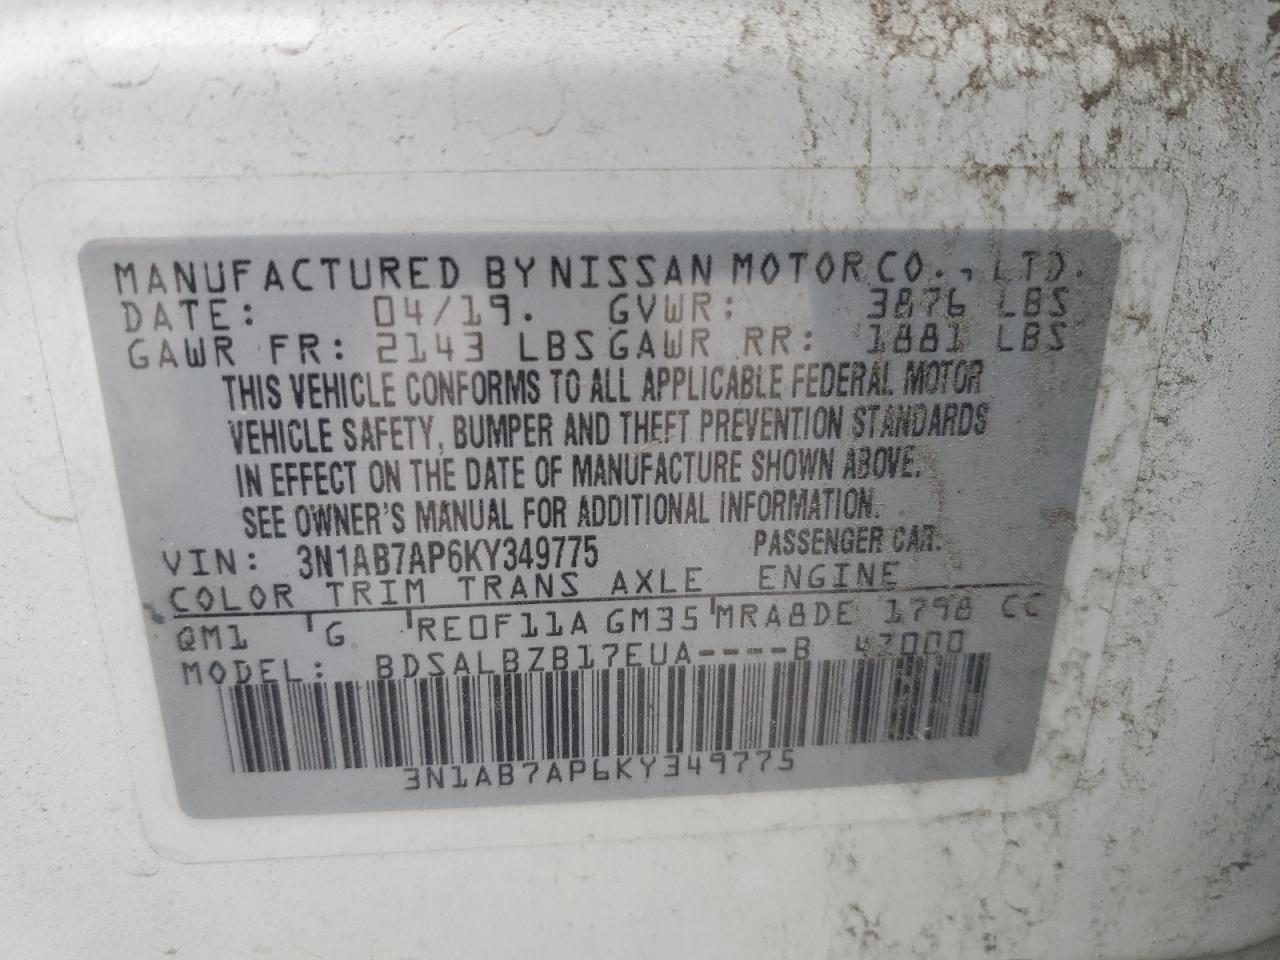 MANUFACTURED BY NISSAN MOTOR CO., LTD.
DATE: 04/19. GVWR: 3876 LBS
GAWR FR: 2143 LBS GAWR RR: 1881 LBS
THIS VEHICLE CONFORMS TO ALL APPLICABLE FEDERAL MOTOR
VEHICLE SAFETY, BUMPER AND THEFT PREVENTION STANDARDS
IN EFFECT ON THE DATE OF MANUFACTURE SHOWN ABOVE.
SEE OWNER'S MANUAL FOR ADDITIONAL INFORMATION.
VIN: 3N1AB7AP6KY349775 PASSENGER CAR.
COLOR TRIM TRANS AXLE ENGINE
QM1 G RE0F11A GM35 MRA8DE 1798 CC
MODEL: BDSALBZB17EUA----B 47000
3N1AB7AP6KY349775